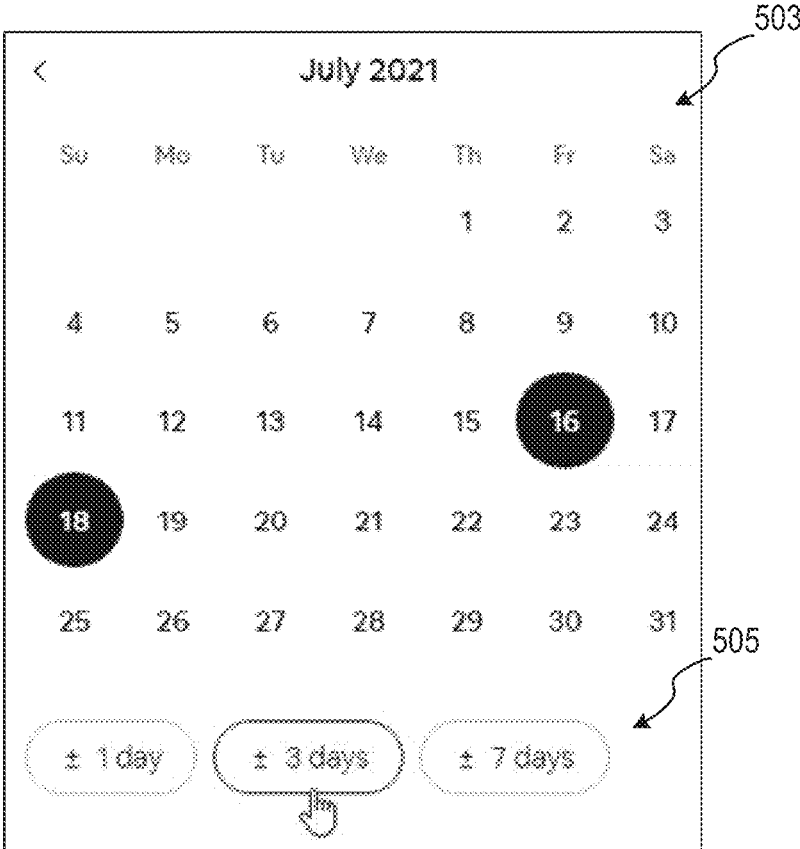 503
< July 2021
Su Mo Tu We Th Fr Sa
1 2 3
4 5 6 7 8 9 10
11 12 13 14 15 16 17
18 19 20 21 22 23 24
25 26 27 28 29 30 31
505
± 1 day ± 3 days ± 7 days